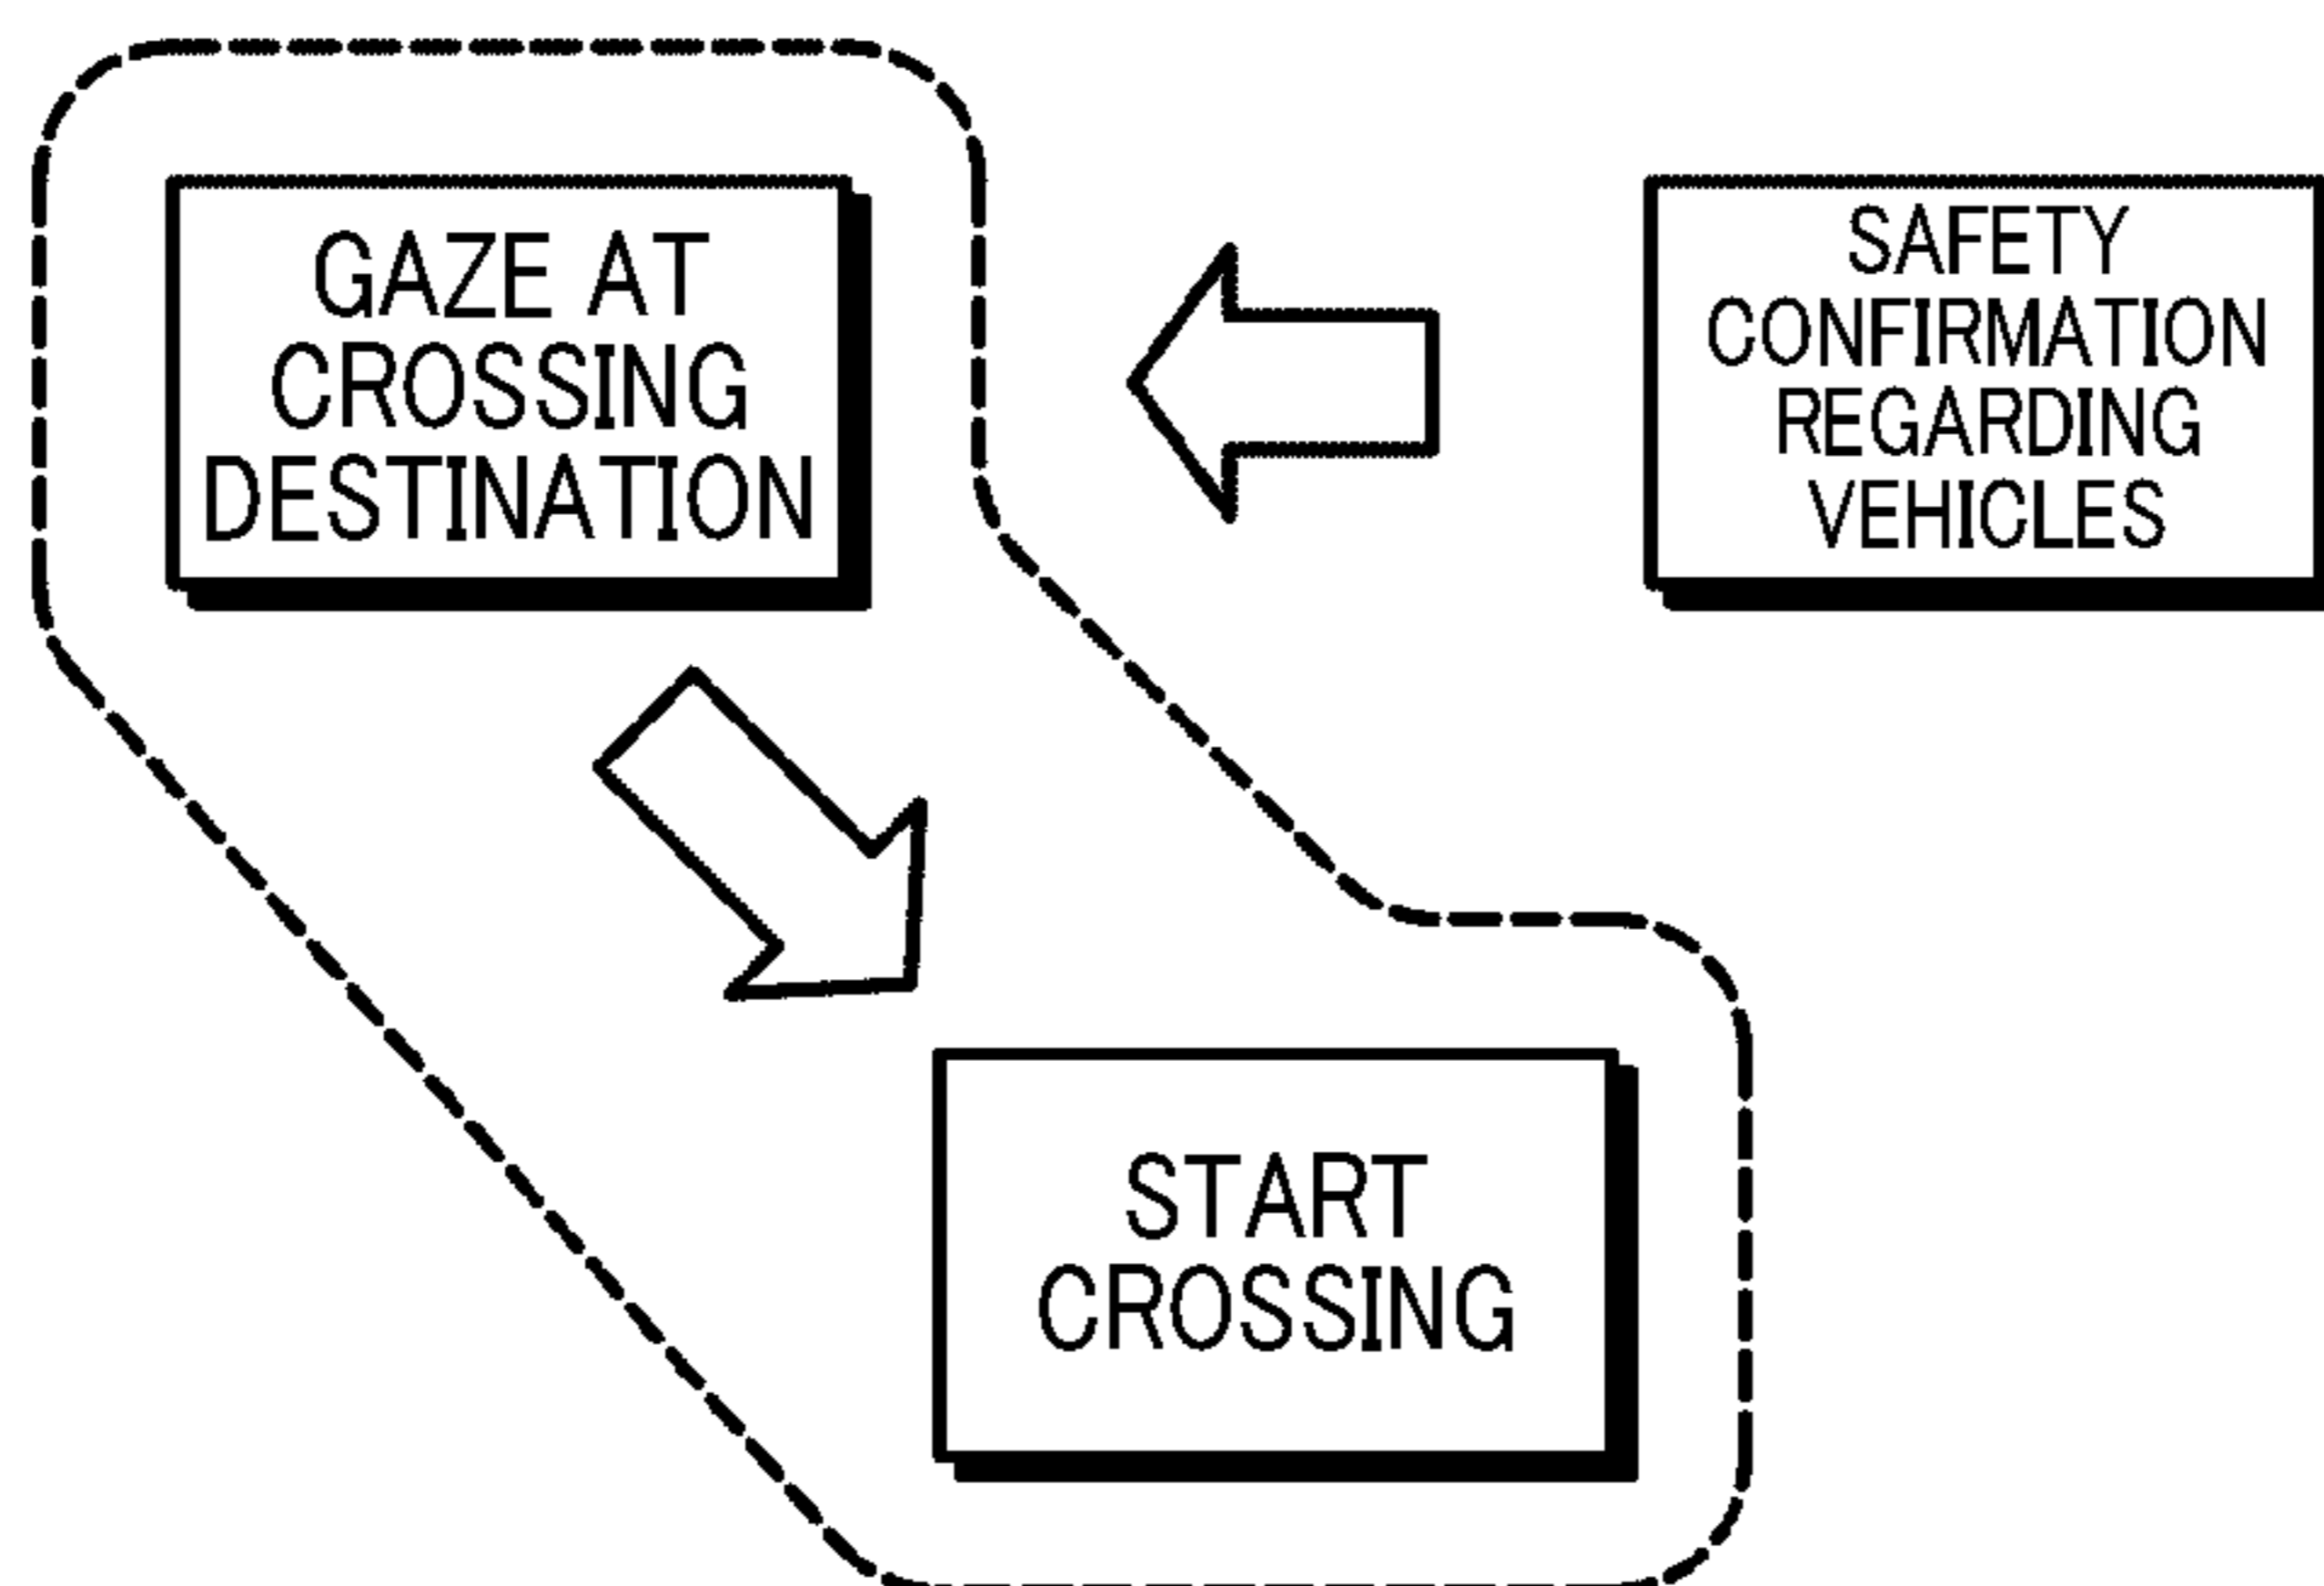 GAZE AT
CROSSING
DESTINATION
SAFETY
CONFIRMATION
REGARDING
VEHICLES
START
CROSSING